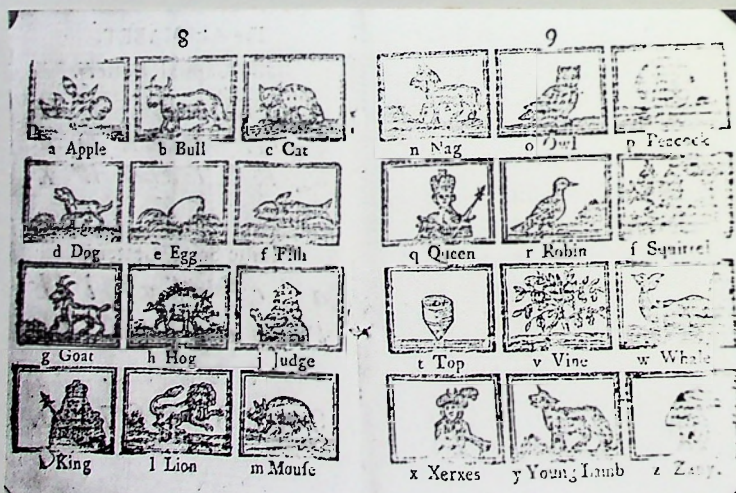 8
a Apple b Bull c Cat
d Dog e Egg f Fiſh
g Goat h Hog j Judge
k King l Lion m Mouſe
9
n Nag o Owl p Peacock
q Queen r Robin ſ Squirrel
t Top v Vine w Whale
x Xerxes y Young Lamb z